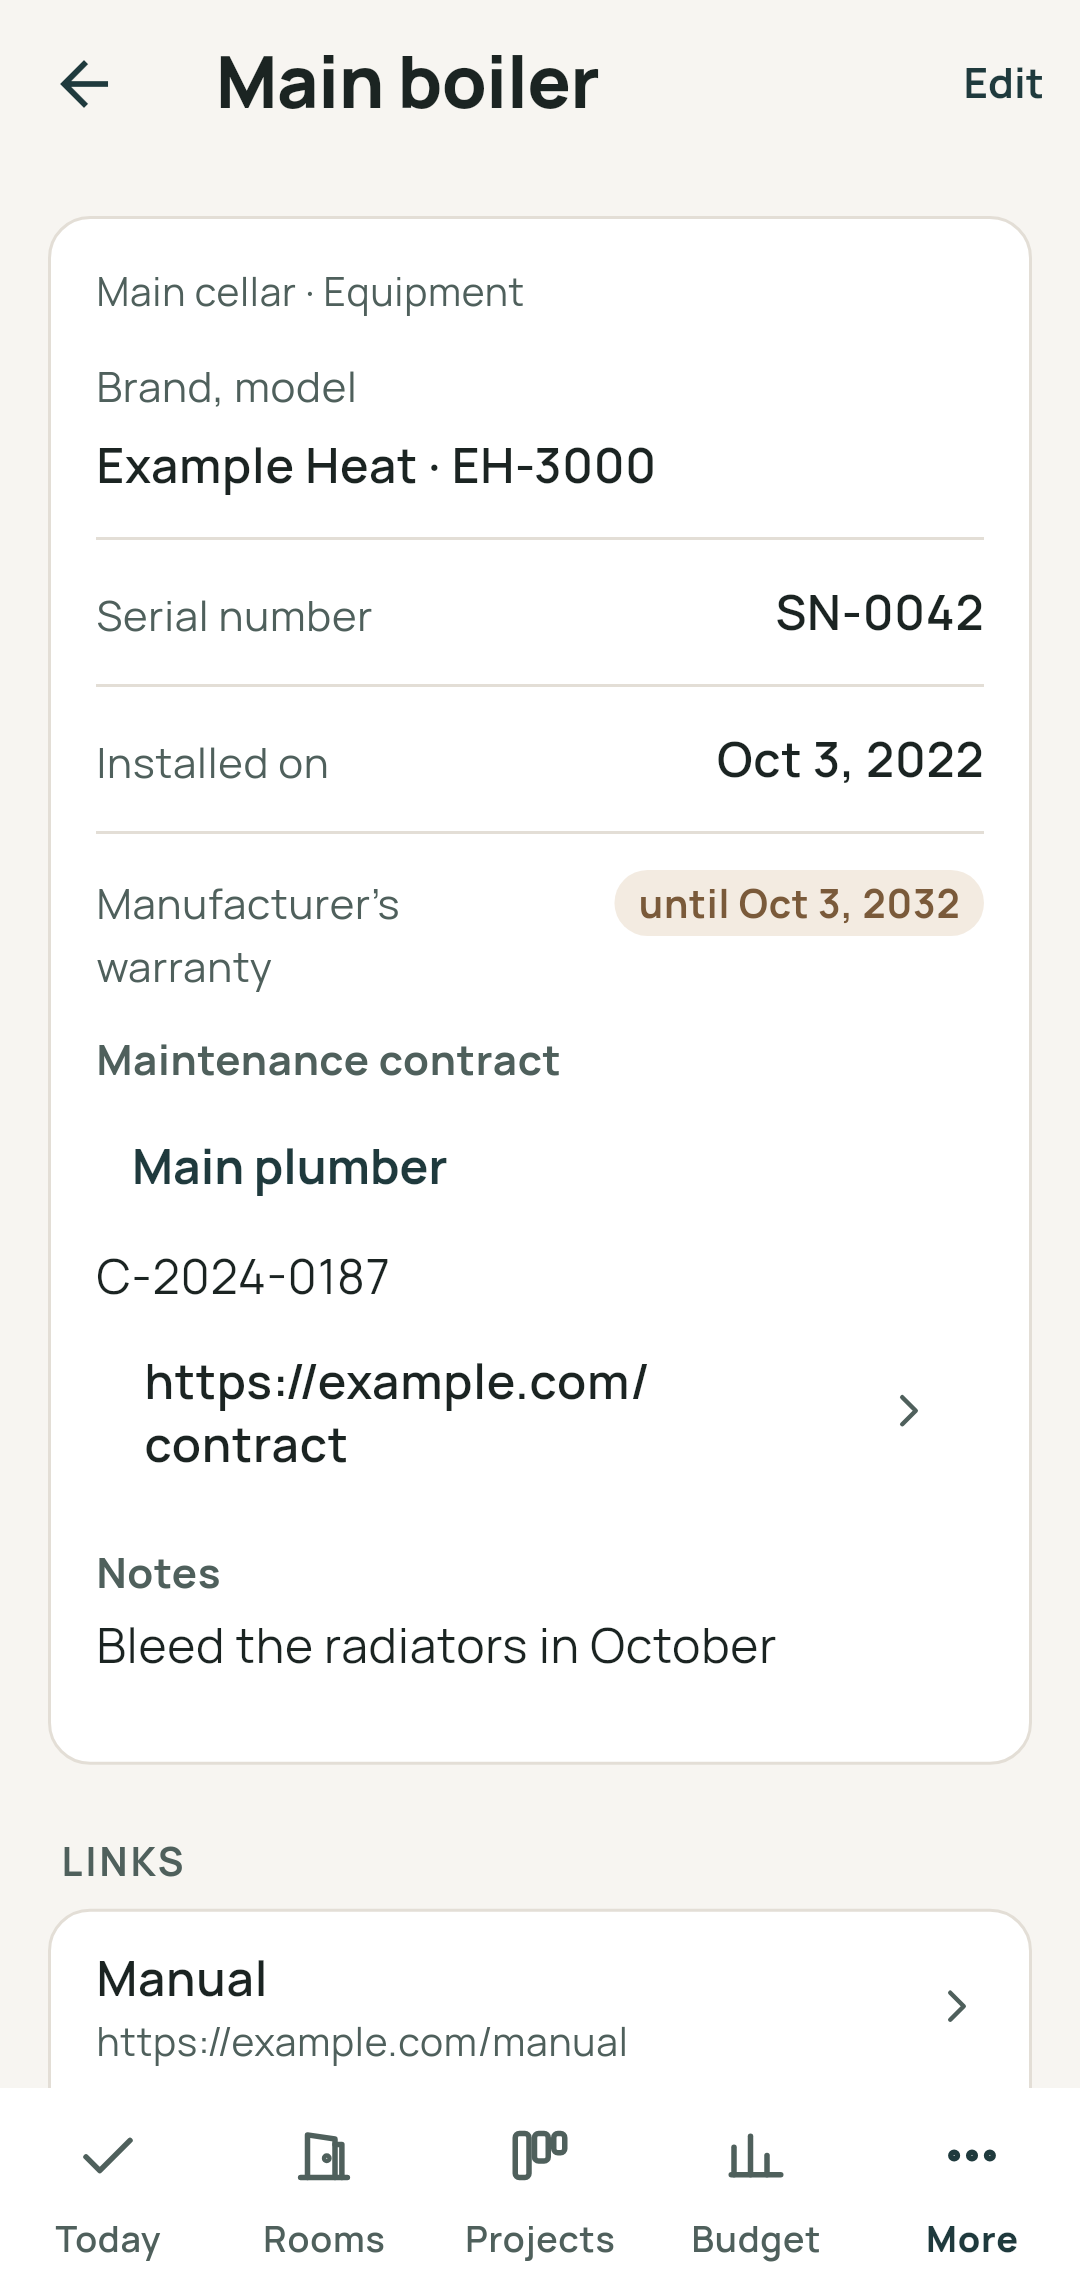 Main boiler
Edit
Main cellar · Equipment
Brand, model
Example Heat · EH-3000
Serial number
SN-0042
Installed on
Oct 3, 2022
Manufacturer’s
warranty
until Oct 3, 2032
Maintenance contract
Main plumber
C-2024-0187
https://example.com/
contract
Notes
Bleed the radiators in October
LINKS
Manual
https://example.com/manual
Today
Rooms
Projects
Budget
More